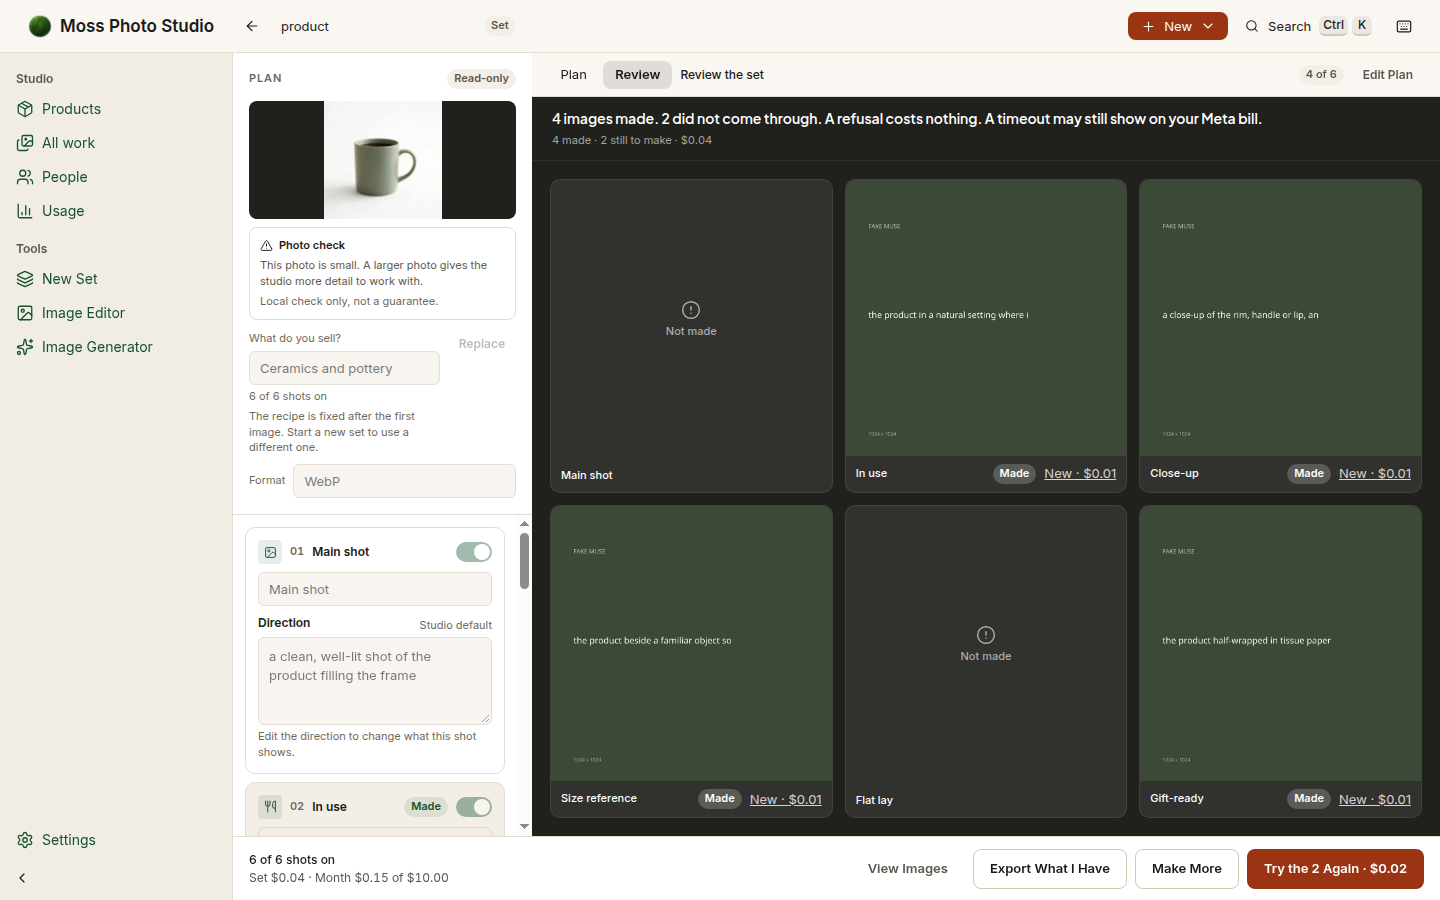 Moss Photo Studio
product
Set
New
Search
Ctrl
K
Studio
Products
All work
People
Usage
Tools
New Set
Image Editor
Image Generator
Settings
PLAN
Read-only
Photo check
This photo is small. A larger photo gives the
studio more detail to work with.
Local check only, not a guarantee.
What do you sell?
Replace
Ceramics and pottery
6 of 6 shots on
The recipe is fixed after the first
image. Start a new set to use a
different one.
Format
WebP
01 Main shot
Main shot
Direction
Studio default
a clean, well-lit shot of the
product filling the frame
Edit the direction to change what this shot
shows.
02 In use
Made
Plan
Review
Review the set
4 of 6
Edit Plan
4 images made. 2 did not come through. A refusal costs nothing. A timeout may still show on your Meta bill.
4 made · 2 still to make · $0.04
Not made
Main shot
FAKE MUSE
the product in a natural setting where i
1024 x 1024
In use
Made
New · $0.01
FAKE MUSE
a close-up of the rim, handle or lip, an
1024 x 1024
Close-up
Made
New · $0.01
FAKE MUSE
the product beside a familiar object so
1024 x 1024
Size reference
Made
New · $0.01
Not made
Flat lay
FAKE MUSE
the product half-wrapped in tissue paper
1024 x 1024
Gift-ready
Made
New · $0.01
6 of 6 shots on
Set $0.04 · Month $0.15 of $10.00
View Images
Export What I Have
Make More
Try the 2 Again · $0.02